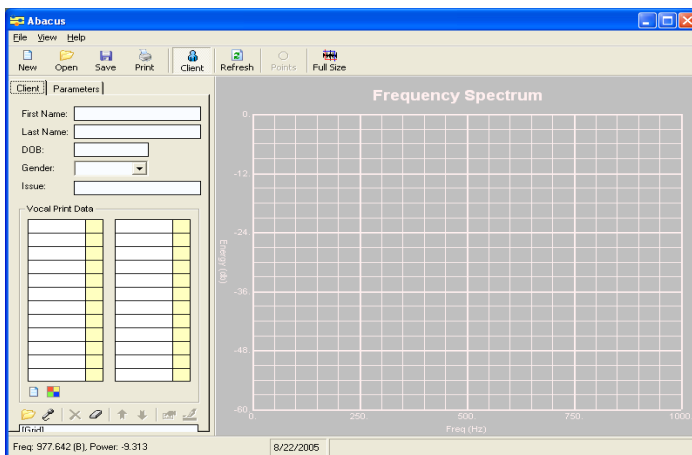 Abacus
File View Help
New Open Save Print Client Refresh Points Full Size
Client Parameters
First Name:
Last Name:
DOB:
Gender:
Issue:
Vocal Print Data
[Grid]
Frequency Spectrum
Energy (db)
0.
-12.
-24.
-36.
-48.
-60.
0. 250. 500. 750. 1000.
Freq (Hz)
Freq: 977.642 (B), Power: -9.313
8/22/2005